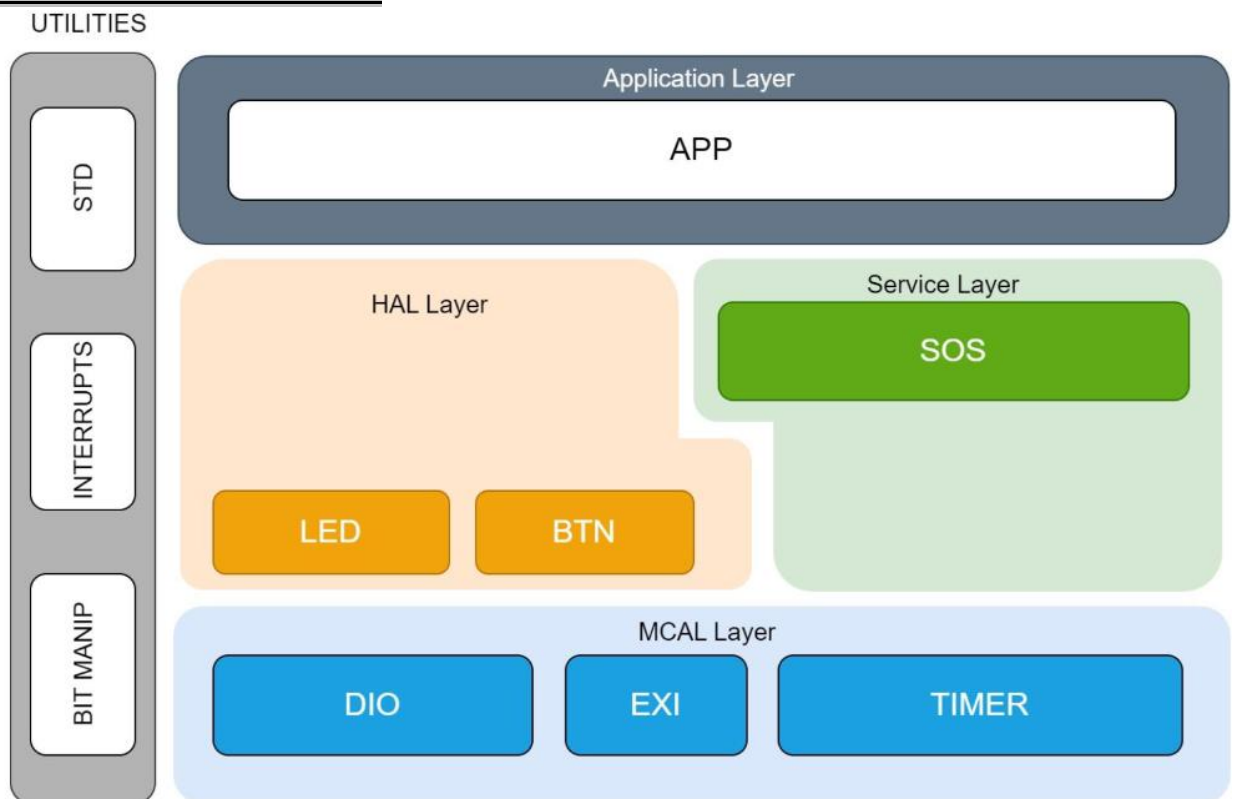 UTILITIES
STD
INTERRUPTS
BIT MANIP
Application Layer
APP
HAL Layer
LED
BTN
Service Layer
SOS
MCAL Layer
DIO
EXI
TIMER